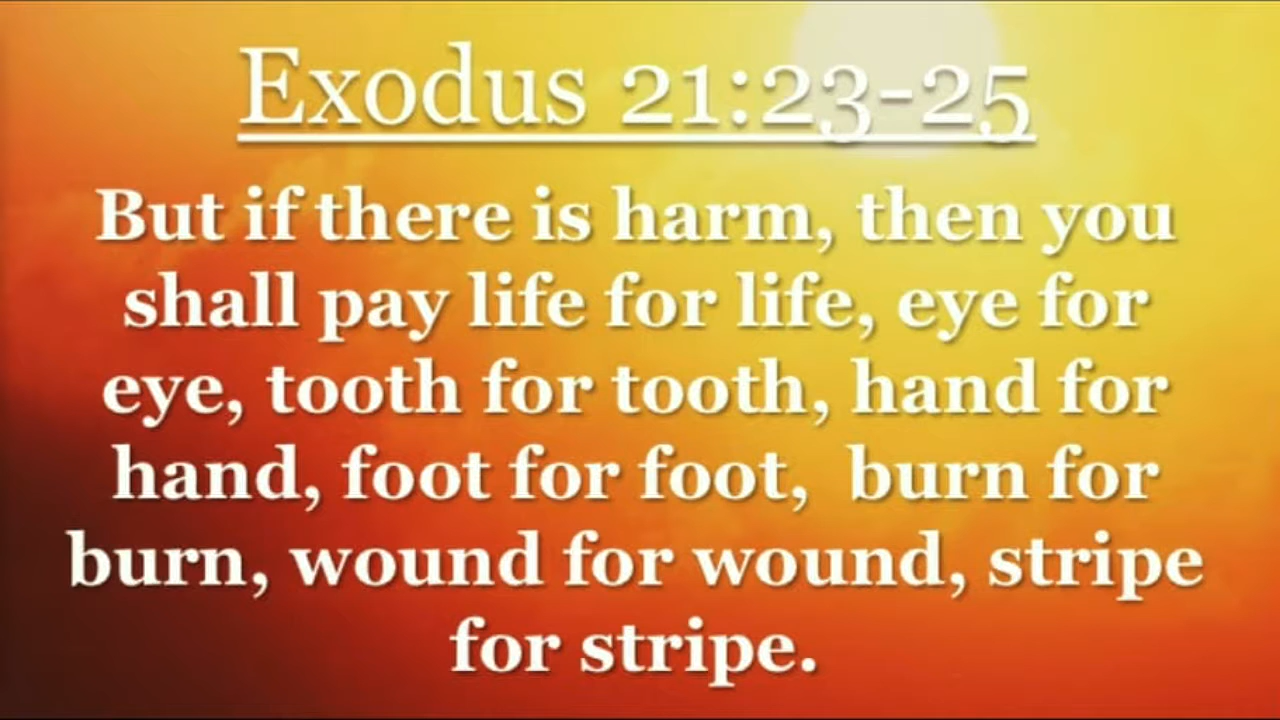 Exodus 21:23-25
But if there is harm, then you
shall pay life for life, eye for
eye, tooth for tooth, hand for
hand, foot for foot,  burn for
burn, wound for wound, stripe
for stripe.